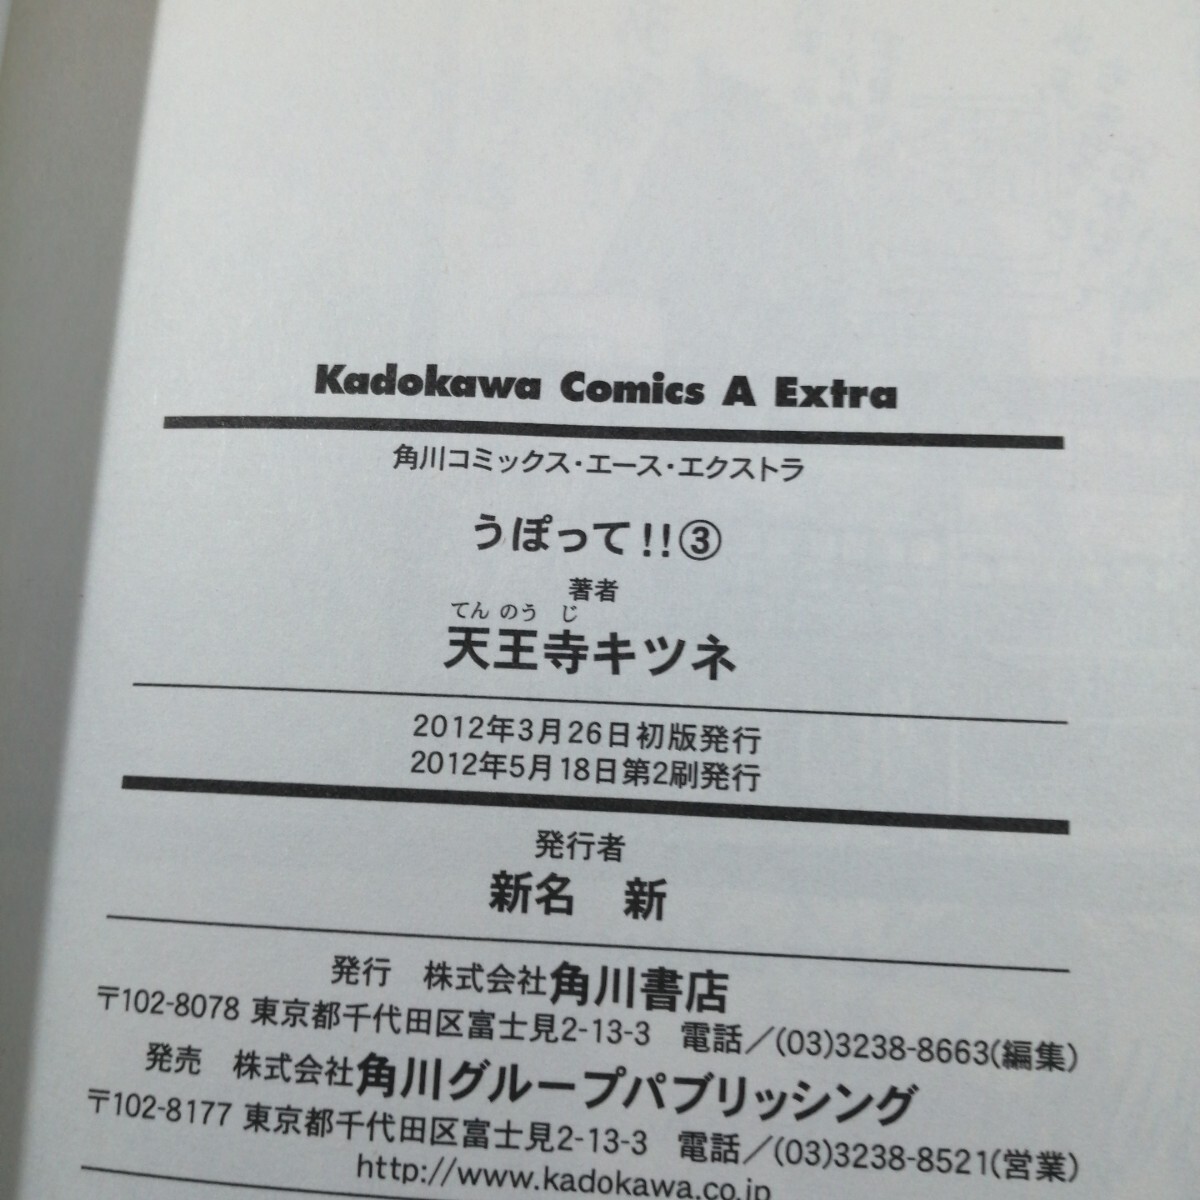 Kadokawa Comics A Extra
角川コミックス・エース・エクストラ
うぽって!!③
著者
てん のう じ
天王寺キツネ
2012年3月26日初版発行
2012年5月18日第2刷発行
発行者
新名　新
発行　株式会社角川書店
〒102-8078 東京都千代田区富士見2-13-3　電話／(03)3238-8663(編集)
発売　株式会社角川グループパブリッシング
〒102-8177 東京都千代田区富士見2-13-3　電話／(03)3238-8521(営業)
http://www.kadokawa.co.jp